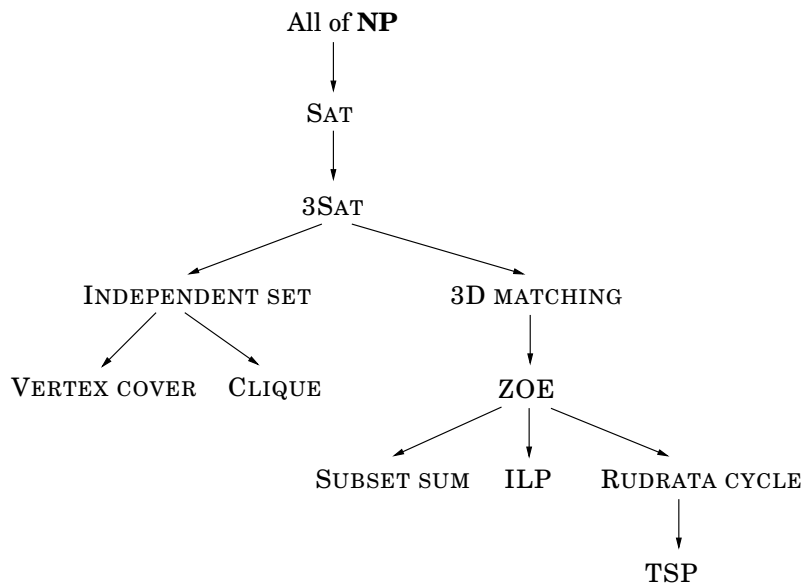 All of NP
SAT
3SAT
INDEPENDENT SET 3D MATCHING
VERTEX COVER CLIQUE ZOE
SUBSET SUM ILP RUDRATA CYCLE
TSP